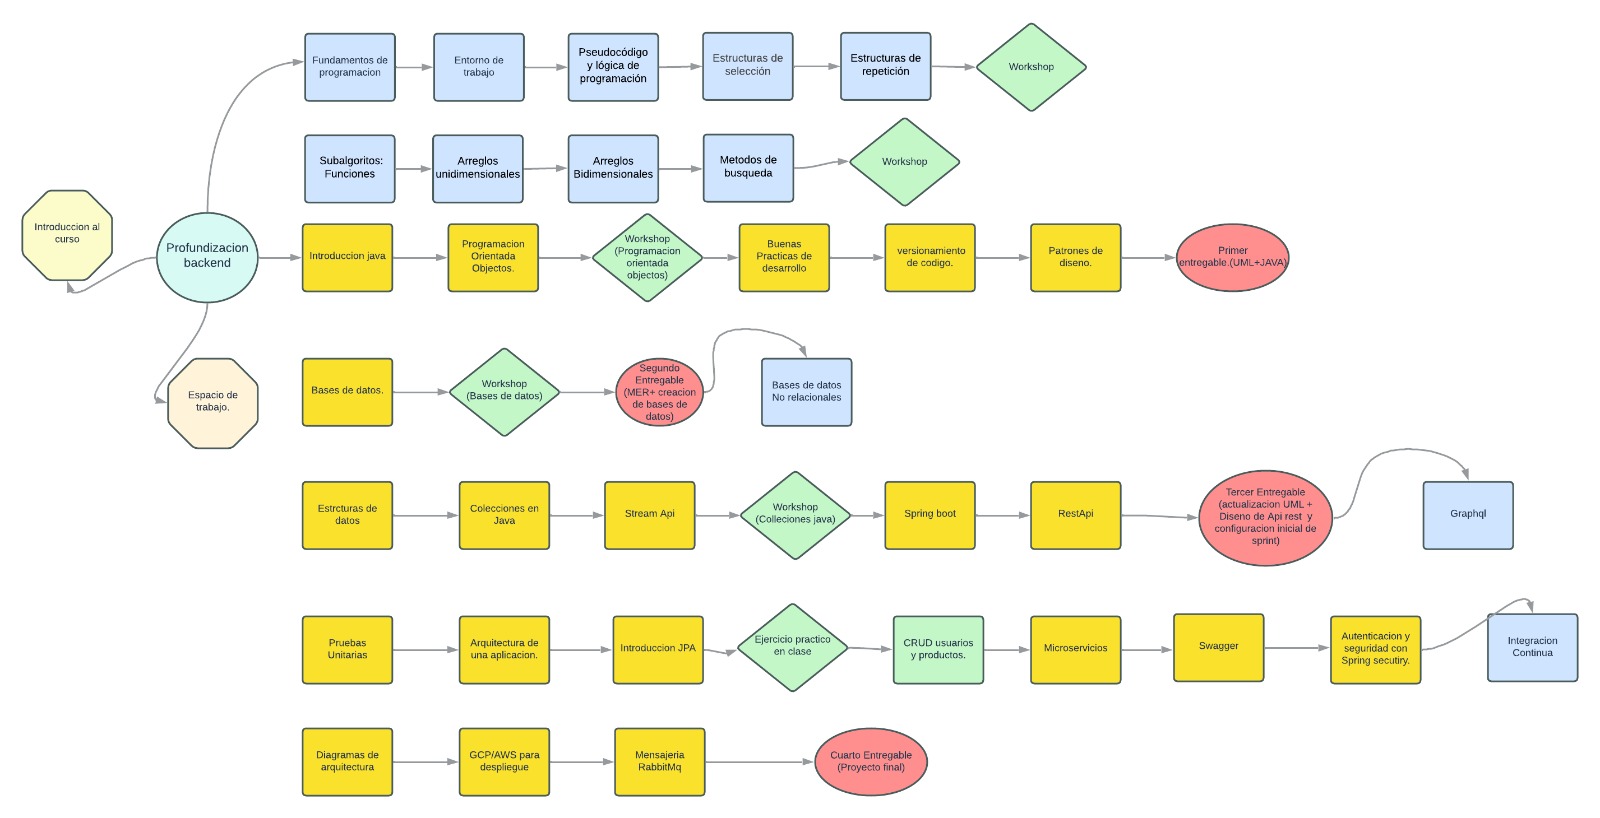 Fundamentos de
programacion
Entorno de
trabajo
Pseudocódigo
y lógica de
programación
Estructuras de
selección
Estructuras de
repetición
Workshop
Subalgoritos:
Funciones
Arreglos
unidimensionales
Arreglos
Bidimensionales
Metodos de
busqueda
Workshop
Introduccion al
curso
Profundizacion
backend
Introduccion java
Programacion
Orientada
Objectos.
Workshop
(Programacion
orientada
objectos)
Buenas
Practicas de
desarrollo
versionamiento
de codigo.
Patrones de
diseno.
Primer
entregable.(UML+JAVA)
Espacio de
trabajo.
Bases de datos.
Workshop
(Bases de datos)
Segundo
Entregable
(MER+ creacion
de bases de
datos)
Bases de datos
No relacionales
Estrcturas de
datos
Colecciones en
Java
Stream Api
Workshop
(Colleciones java)
Spring boot
RestApi
Tercer Entregable
(actualizacion UML +
Diseno de Api rest y
configuracion inicial de
sprint)
Graphql
Pruebas
Unitarias
Arquitectura de
una aplicacion.
Introduccion JPA
Ejercicio practico
en clase
CRUD usuarios
y productos.
Microservicios
Swagger
Autenticacion y
seguridad con
Spring secutiry.
Integracion
Continua
Diagramas de
arquitectura
GCP/AWS para
despliegue
Mensajeria
RabbitMq
Cuarto Entregable
(Proyecto final)